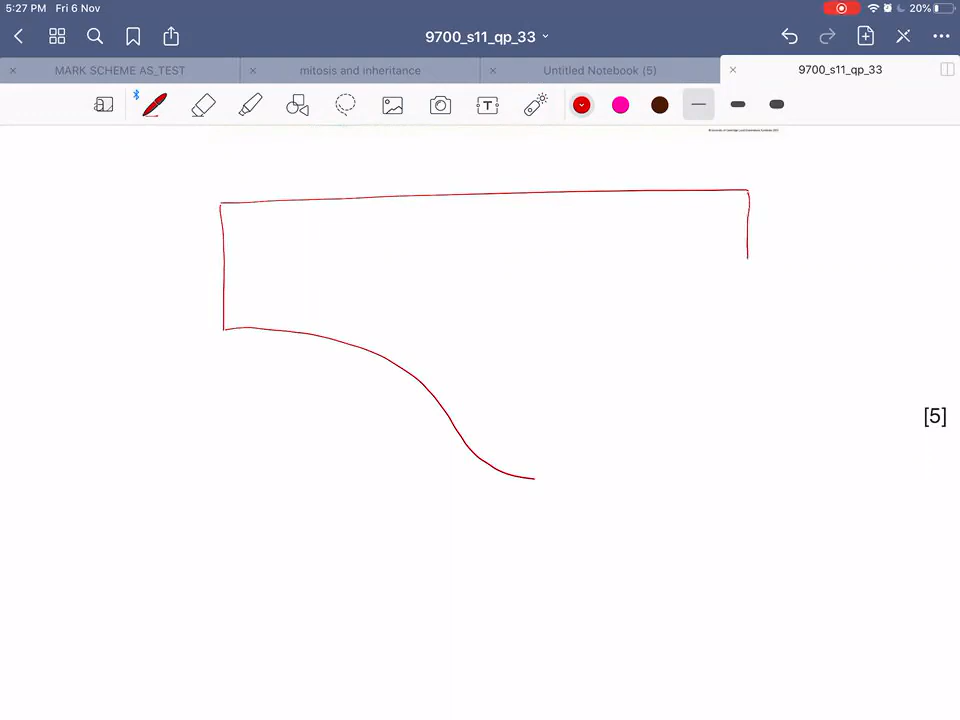 5:27 PM Fri 6 Nov
20%
9700_s11_qp_33
MARK SCHEME AS_TEST
mitosis and inheritance
Untitled Notebook (5)
9700_s11_qp_33
T
[5]